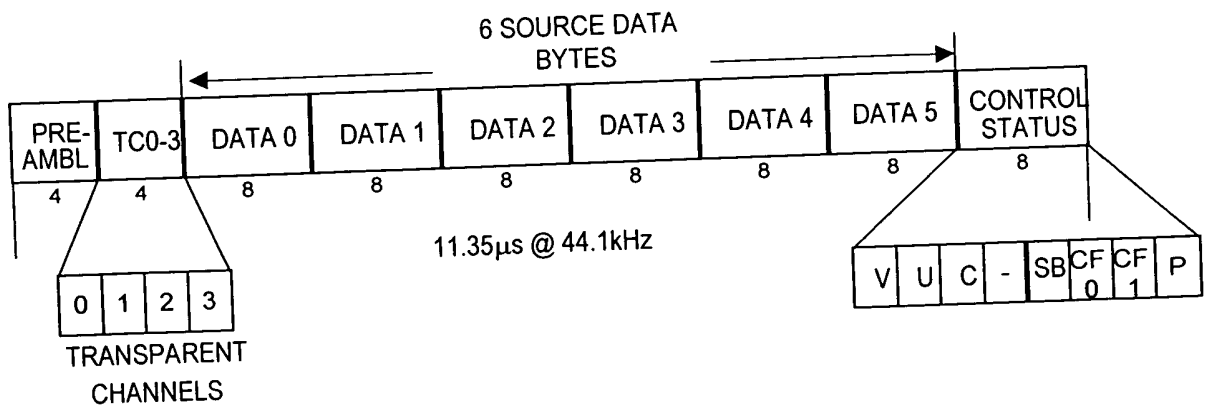 6 SOURCE DATA
BYTES
PRE-
AMBL
TC0-3
DATA 0
DATA 1
DATA 2
DATA 3
DATA 4
DATA 5
CONTROL
STATUS
4
4
8
8
8
8
8
8
8
11.35µs @ 44.1kHz
0
1
2
3
TRANSPARENT
CHANNELS
V
U
C
-
SB
CF
0
CF
1
P